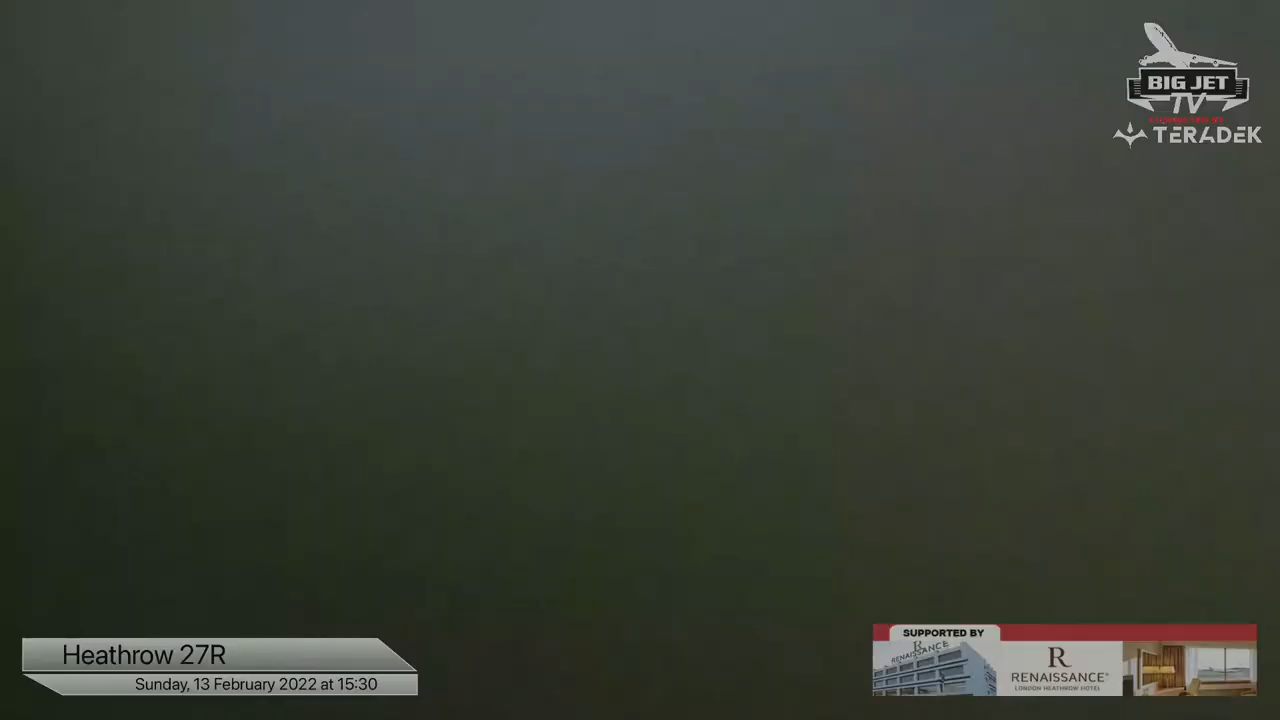 BIG JET
TV
TERADEK
Heathrow 27R
Sunday, 13 February 2022 at 15:30
SUPPORTED BY
RENAISSANCE
R
RENAISSANCE
LONDON HEATHROW HOTEL